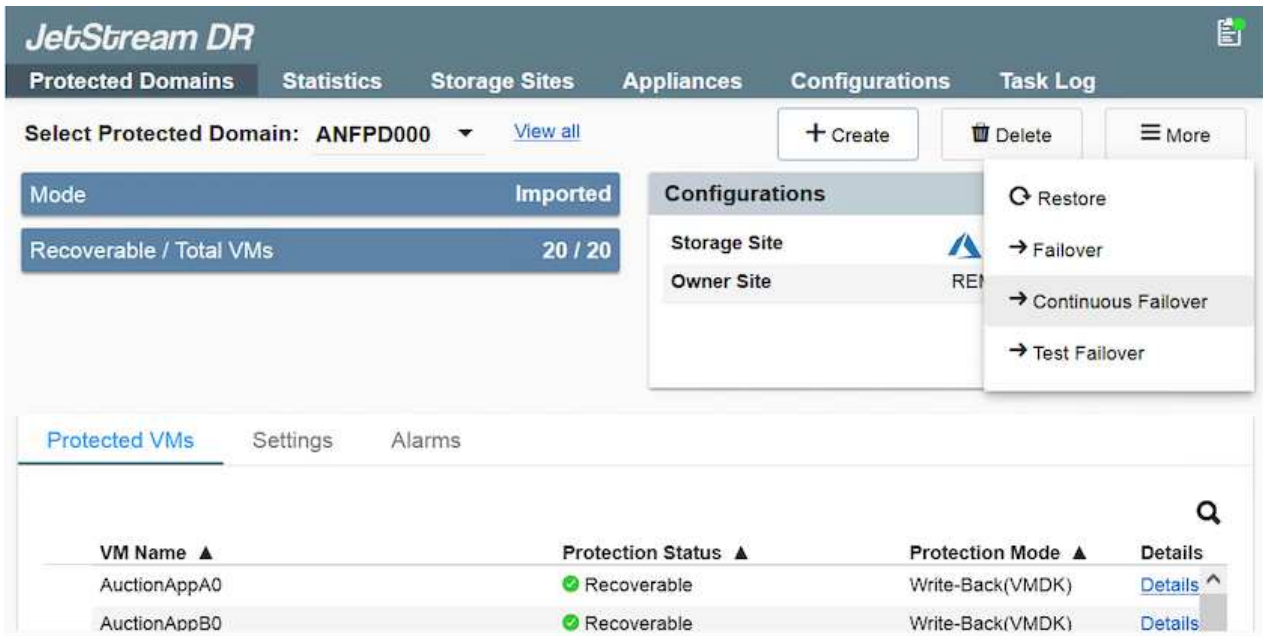 JetStream DR
Protected Domains Statistics Storage Sites Appliances Configurations Task Log
Select Protected Domain: ANFPD000 View all + Create Delete More
Mode Imported
Recoverable / Total VMs 20 / 20
Configurations
Storage Site
Owner Site
Restore
Failover
Continuous Failover
Test Failover
Protected VMs Settings Alarms
VM Name Protection Status Protection Mode Details
AuctionAppA0 Recoverable Write-Back(VMDK) Details
AuctionAppB0 Recoverable Write-Back(VMDK) Details